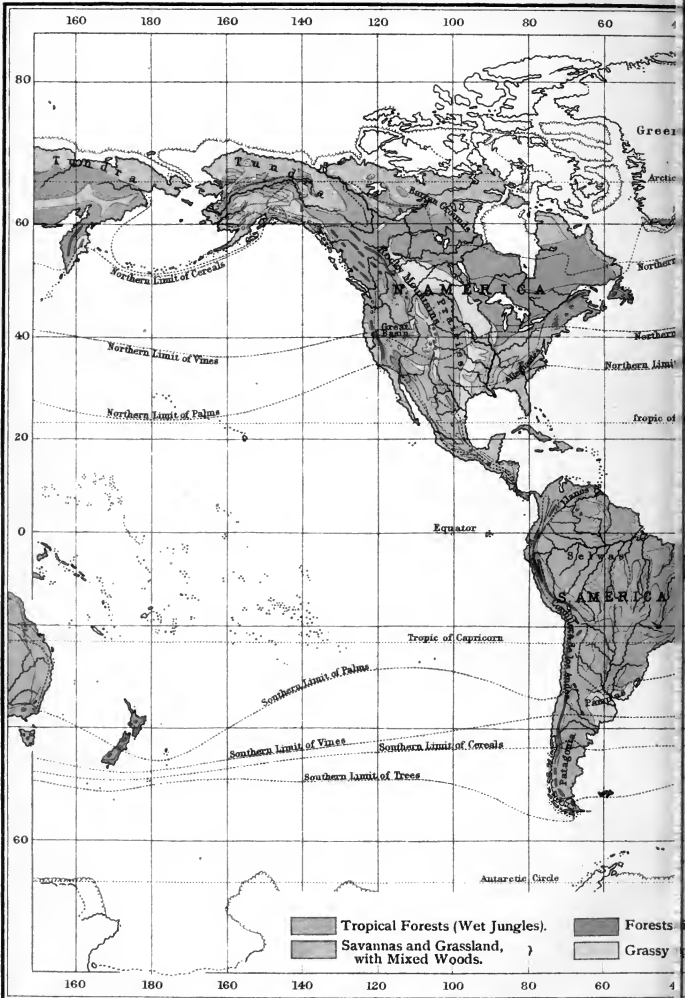 160 180 160 140 120 100 80 60 4
80
Green
Tundra
Tundra
Arctic
Barren Grounds
60
Northern Limit of Cereals
Northern
Rocky Mountains
N. AMERICA
Prairies
Great
Basin
40
Northern
Northern Limit of Vines
Alleghanies
Northern Limit
Northern Limit of Palms
Tropic of
20
Llanos
0
Equator
Selvas
S. AMERICA
Tropic of Capricorn
Southern Limit of Palms
Pampas
Southern Limit of Vines
Southern Limit of Cereals
Patagonia
Southern Limit of Trees
60
Antarctic Circle
Tropical Forests (Wet Jungles).
Forests
Savannas and Grassland,
with Mixed Woods.
Grassy
160 180 160 140 120 100 80 60 4